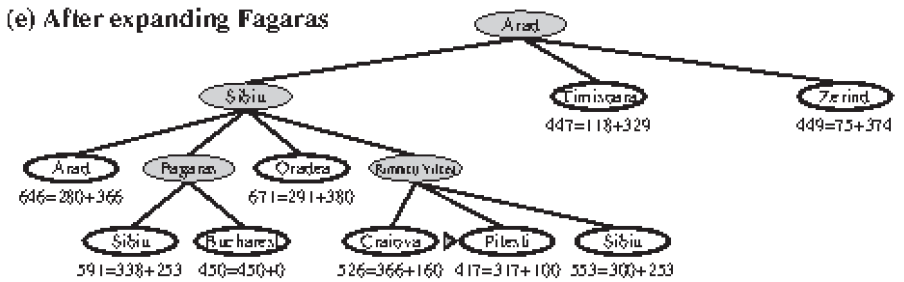 (e) After expanding Fagaras
Arad
Sibiu
Timisoara
Zerind
447=118+329
449=75+374
Arad
Fagaras
Oradea
Rimnicu Vilcea
646=280+366
671=291+380
Sibiu
Bucharest
Craiova
Pitesti
Sibiu
591=338+253
450=450+0
526=366+160
417=317+100
553=300+253